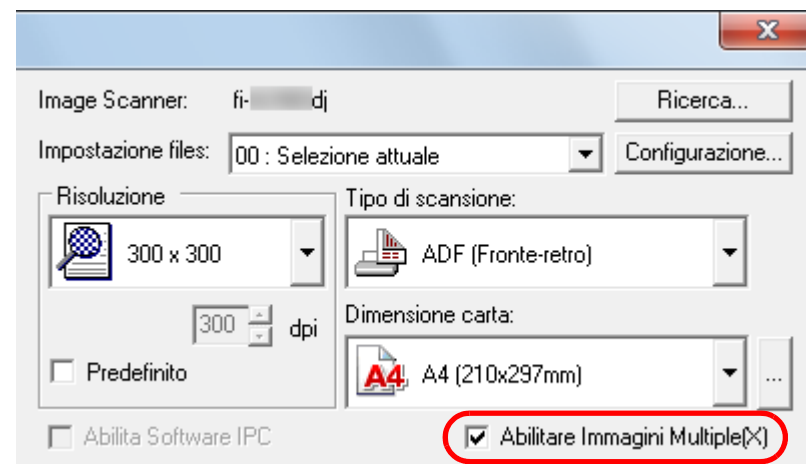 Image Scanner: fi- dj Ricerca...
Impostazione files: 00 : Selezione attuale Configurazione...
Risoluzione Tipo di scansione:
300 x 300 ADF (Fronte-retro)
300 dpi Dimensione carta:
Predefinito A4 A4 (210x297mm) ...
Abilita Software IPC Abilitare Immagini Multiple(X)